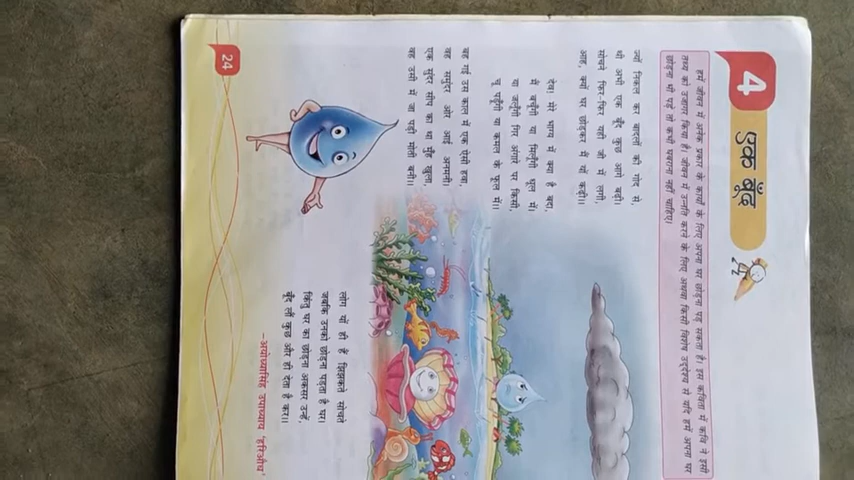 4
एक बूँद
हमें जीवन में अनेक प्रकार के कार्यों के लिए अपना घर छोड़ना पड़ सकता है। इस कविता में कवि ने इसी
तथ्य को उजागर किया है। जीवन में उन्नति करने के लिए अथवा किसी विशेष उद्देश्य से यदि हमें अपना घर
छोड़ना भी पड़े तो कभी घबराना नहीं चाहिए।
ज्यों निकल कर बादलों की गोद से,
थी अभी एक बूँद कुछ आगे बढ़ी।
सोचने फिर-फिर यही जी में लगी,
आह, क्यों घर छोड़कर मैं यों कढ़ी।।
देव! मेरे भाग्य में क्या है बदा,
मैं बचूँगी या मिलूँगी धूल में।
या जलूँगी गिर अंगारे पर किसी,
चू पड़ूँगी या कमल के फूल में।।
बह गई उस काल में एक ऐसी हवा,
वह समुंदर ओर आई अनमनी।
एक सुंदर सीप का था मुँह खुला,
वह उसी में जा पड़ी मोती बनी।।
लोग यों ही हैं झिझकते सोचते
जबकि उनको छोड़ना पड़ता है घर।
किंतु घर का छोड़ना अकसर उन्हें,
बूँद लौं कुछ और ही देता है कर।।
–अयोध्यासिंह उपाध्याय 'हरिऔध'
24